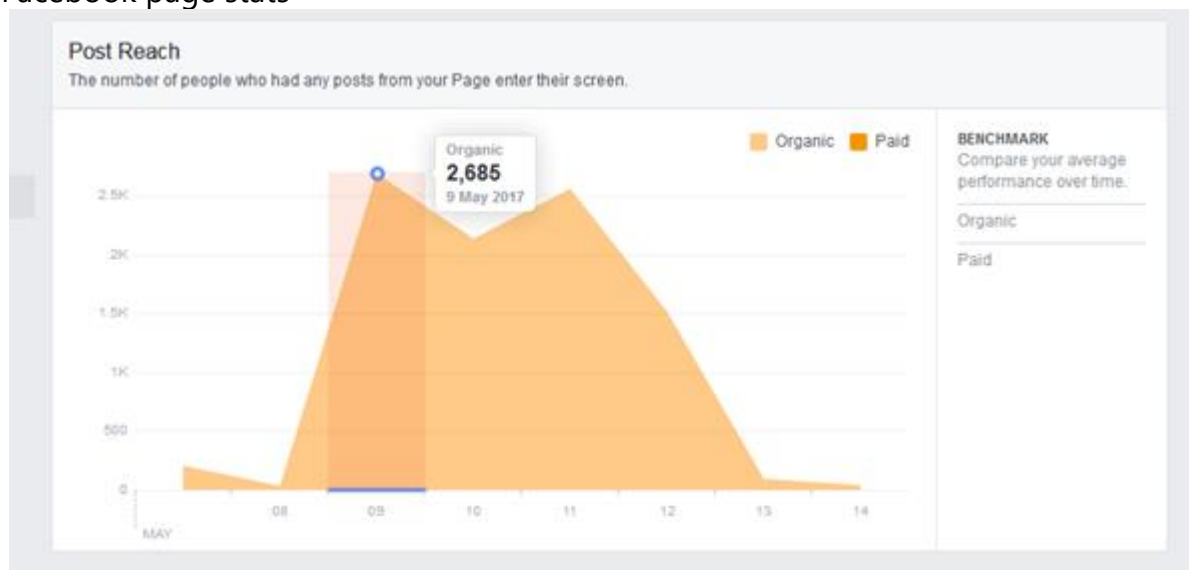 Facebook page stats
Post Reach
The number of people who had any posts from your Page enter their screen.
Organic
2,685
9 May 2017
Organic
Paid
BENCHMARK
Compare your average
performance over time.
Organic
Paid
2.5K
2K
1.5K
1K
500
0
08
09
10
11
12
13
14
MAY